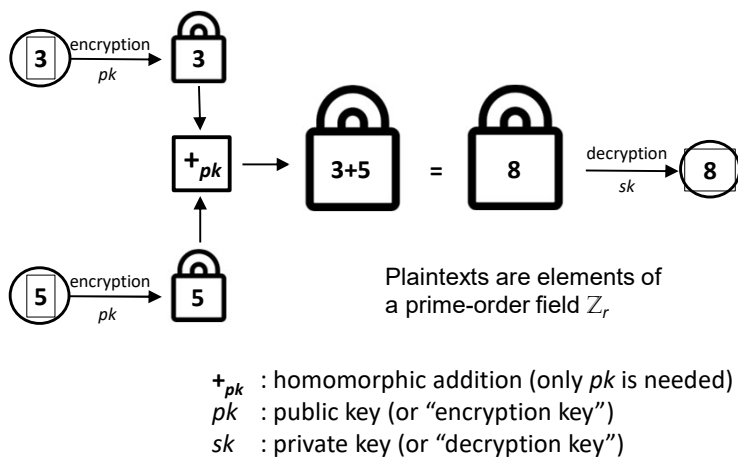 3
encryption
pk
3
+pk
3+5
=
8
decryption
sk
8
5
encryption
pk
5
Plaintexts are elements of
a prime-order field ℤr
+pk : homomorphic addition (only pk is needed)
pk : public key (or “encryption key”)
sk : private key (or “decryption key”)